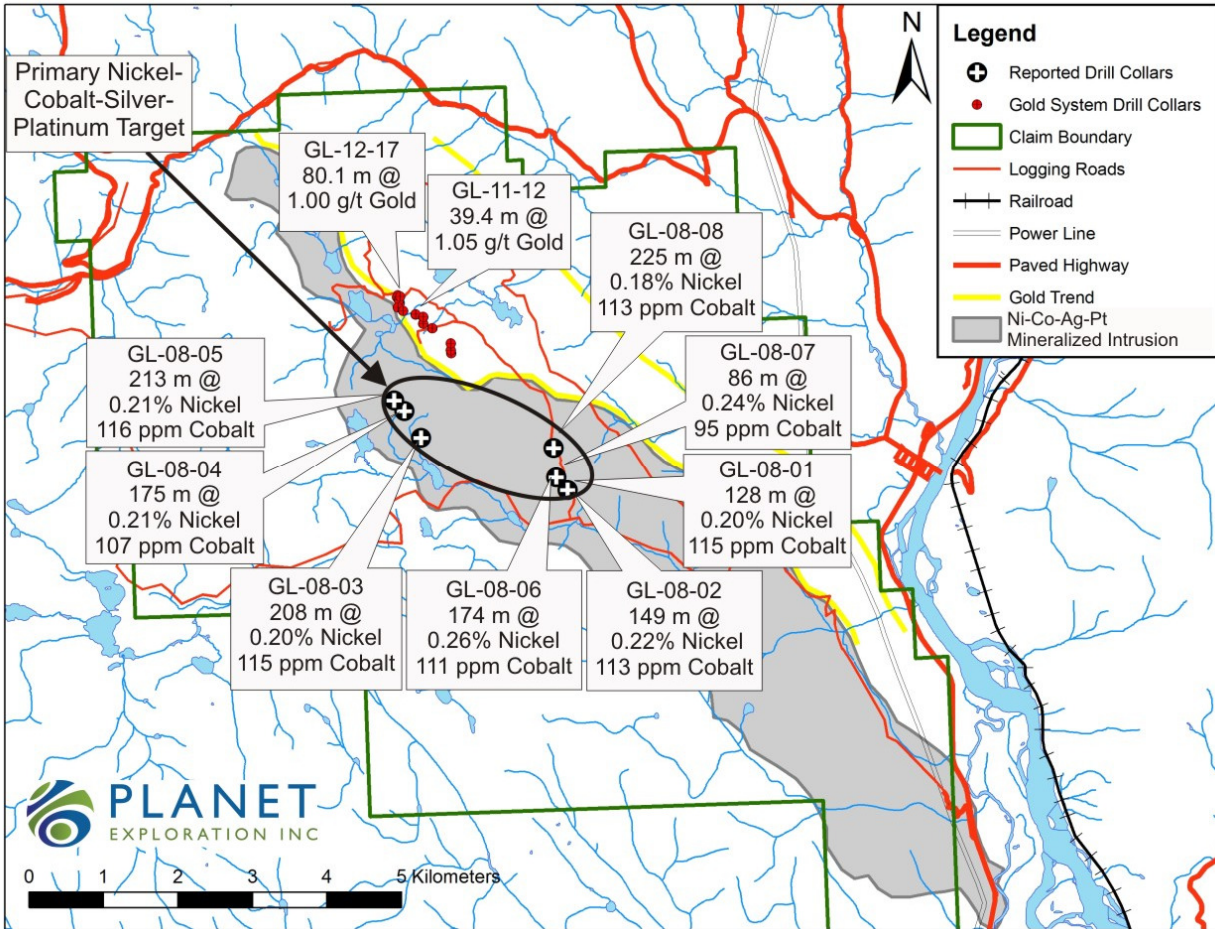 Primary Nickel-
Cobalt-Silver-
Platinum Target
N
Legend
Reported Drill Collars
Gold System Drill Collars
Claim Boundary
Logging Roads
Railroad
Power Line
Paved Highway
Gold Trend
Ni-Co-Ag-Pt
Mineralized Intrusion
GL-12-17
80.1 m @
1.00 g/t Gold
GL-11-12
39.4 m @
1.05 g/t Gold
GL-08-08
225 m @
0.18% Nickel
113 ppm Cobalt
GL-08-05
213 m @
0.21% Nickel
116 ppm Cobalt
GL-08-07
86 m @
0.24% Nickel
95 ppm Cobalt
GL-08-04
175 m @
0.21% Nickel
107 ppm Cobalt
GL-08-01
128 m @
0.20% Nickel
115 ppm Cobalt
GL-08-03
208 m @
0.20% Nickel
115 ppm Cobalt
GL-08-06
174 m @
0.26% Nickel
111 ppm Cobalt
GL-08-02
149 m @
0.22% Nickel
113 ppm Cobalt
PLANET
EXPLORATION INC
0 1 2 3 4 5 Kilometers